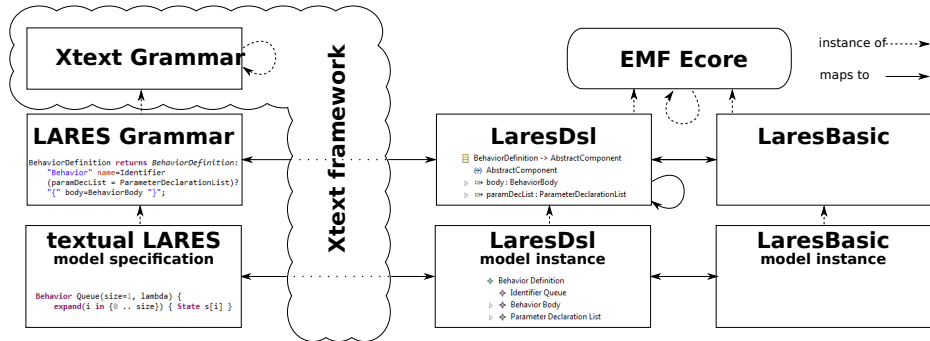 Xtext Grammar
Xtext framework
EMF Ecore
instance of
maps to
LARES Grammar
BehaviorDefinition returns BehaviorDefinition:
"Behavior" name=Identifier
(paramDecList = ParameterDeclarationList)?
"{" body=BehaviorBody "}";
LaresDsl
BehaviorDefinition -> AbstractComponent
AbstractComponent
body : BehaviorBody
paramDecList : ParameterDeclarationList
LaresBasic
textual LARES
model specification
Behavior Queue(size=1, lambda) {
expand(i in {0 .. size}) { State s[i] }
LaresDsl
model instance
Behavior Definition
Identifier Queue
Behavior Body
Parameter Declaration List
LaresBasic
model instance